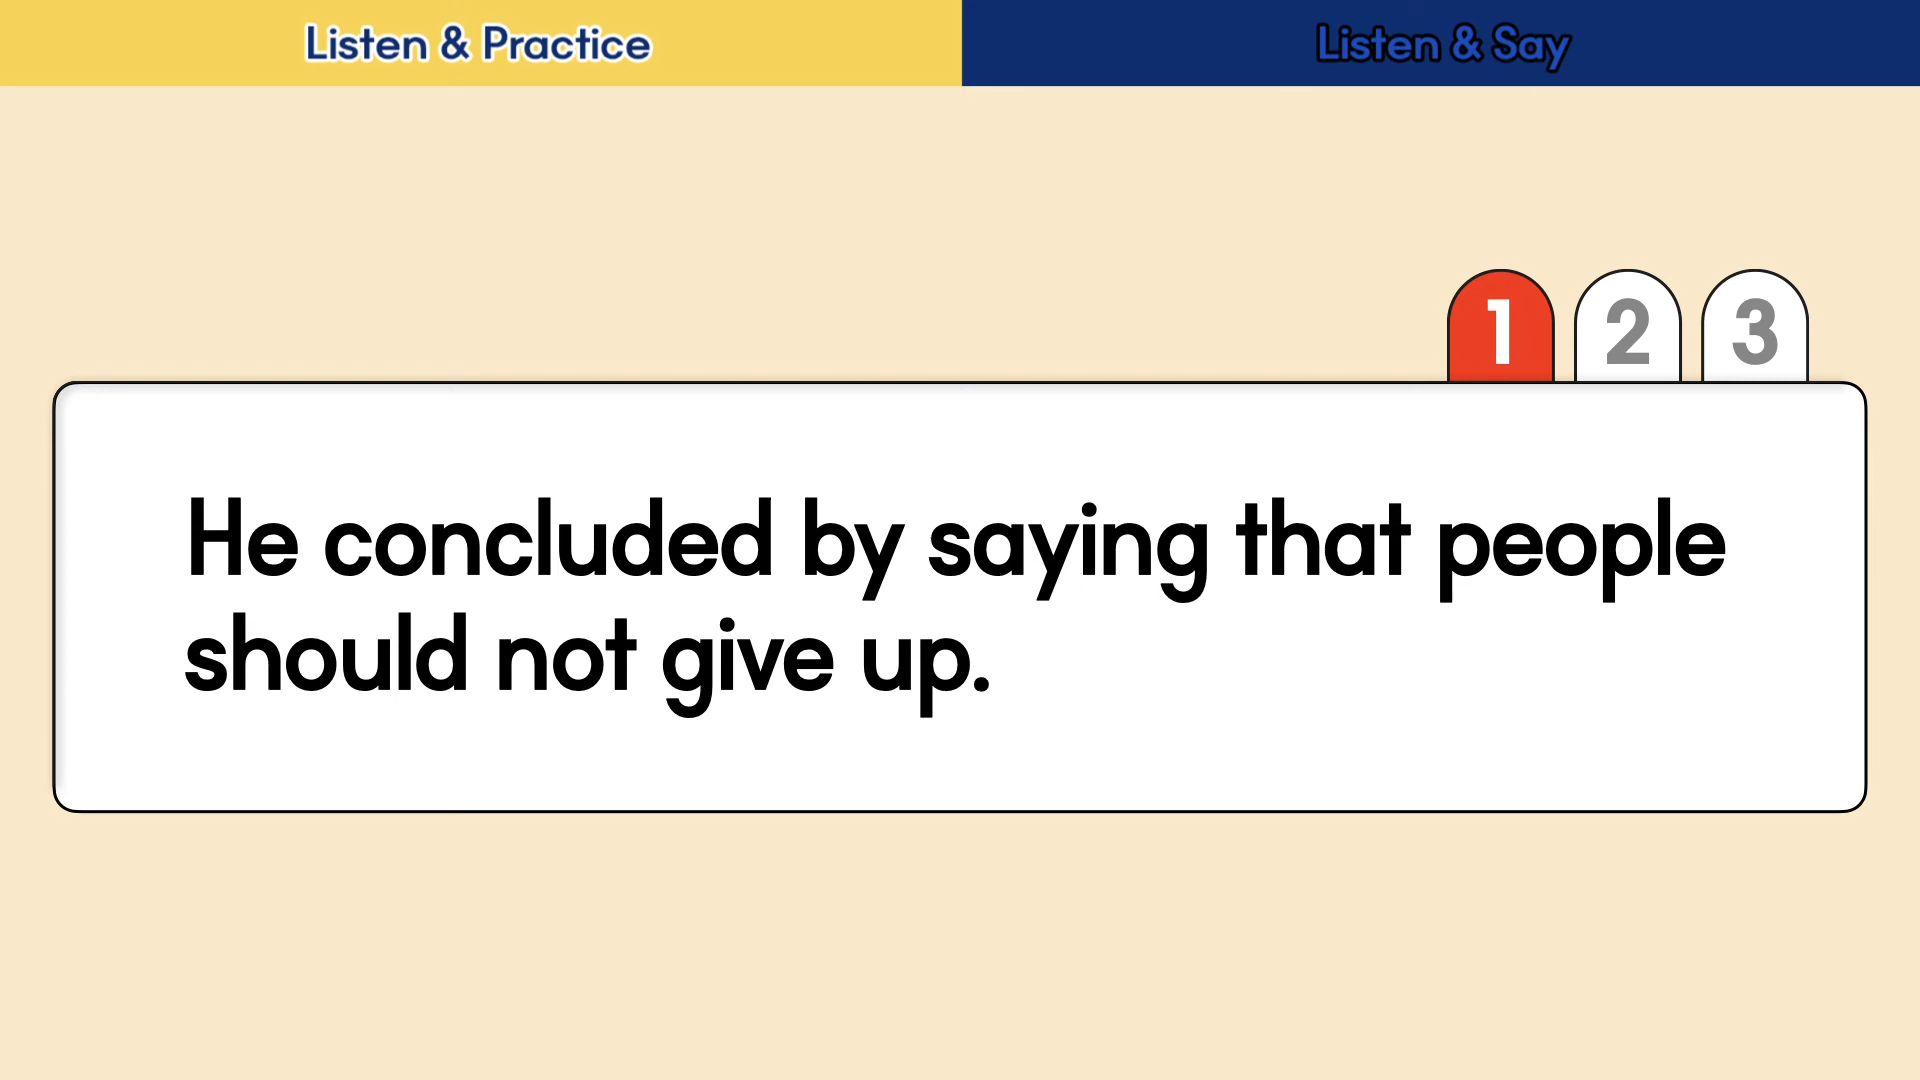 Listen & Practice
Listen & Say
1 2 3
He concluded by saying that people
should not give up.